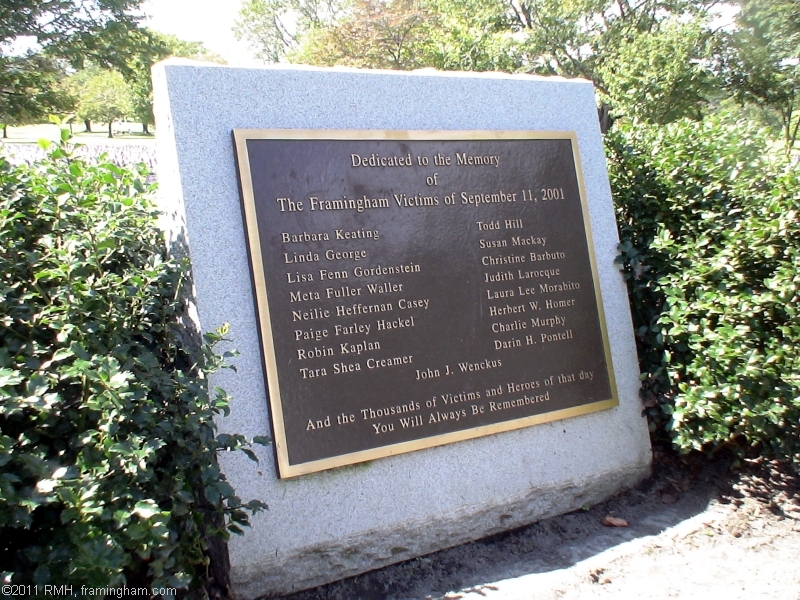 Dedicated to the Memory
of
The Framingham Victims of September 11, 2001
Barbara Keating
Linda George
Lisa Fenn Gordenstein
Meta Fuller Waller
Neilie Heffernan Casey
Paige Farley Hackel
Robin Kaplan
Tara Shea Creamer
Todd Hill
Susan Mackay
Christine Barbuto
Judith Larocque
Laura Lee Morabito
Herbert W. Homer
Charlie Murphy
Darin H. Pontell
John J. Wenckus
And the Thousands of Victims and Heroes of that day
You Will Always Be Remembered
©2011 RMH, framingham.com